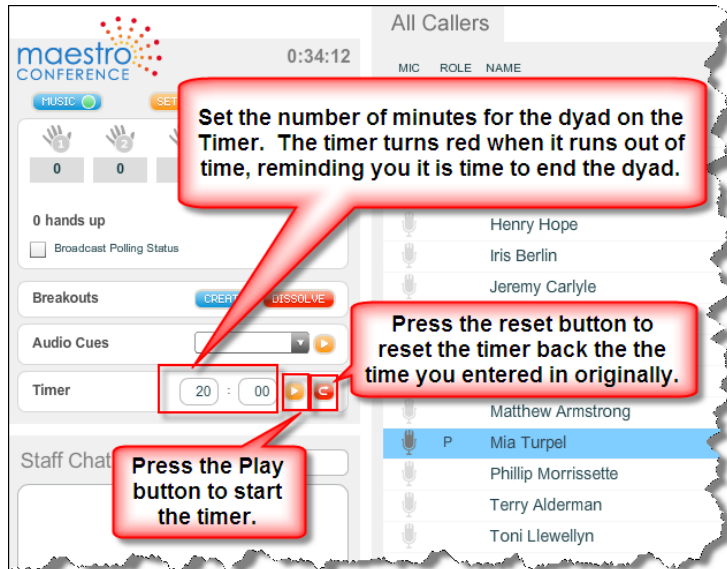 All Callers
maestro
CONFERENCE
0:34:12
MIC ROLE NAME
MUSIC
Set the number of minutes for the dyad on the
Timer. The timer turns red when it runs out of
time, reminding you it is time to end the dyad.
1 2
0 0
0 hands up
Broadcast Polling Status
Henry Hope
Iris Berlin
Jeremy Carlyle
Breakouts
DISSOLVE
Audio Cues
Press the reset button to
reset the timer back the the
time you entered in originally.
Timer 20 : 00
Matthew Armstrong
P Mia Turpel
Phillip Morrissette
Terry Alderman
Toni Llewellyn
Staff Chat
Press the Play
button to start
the timer.